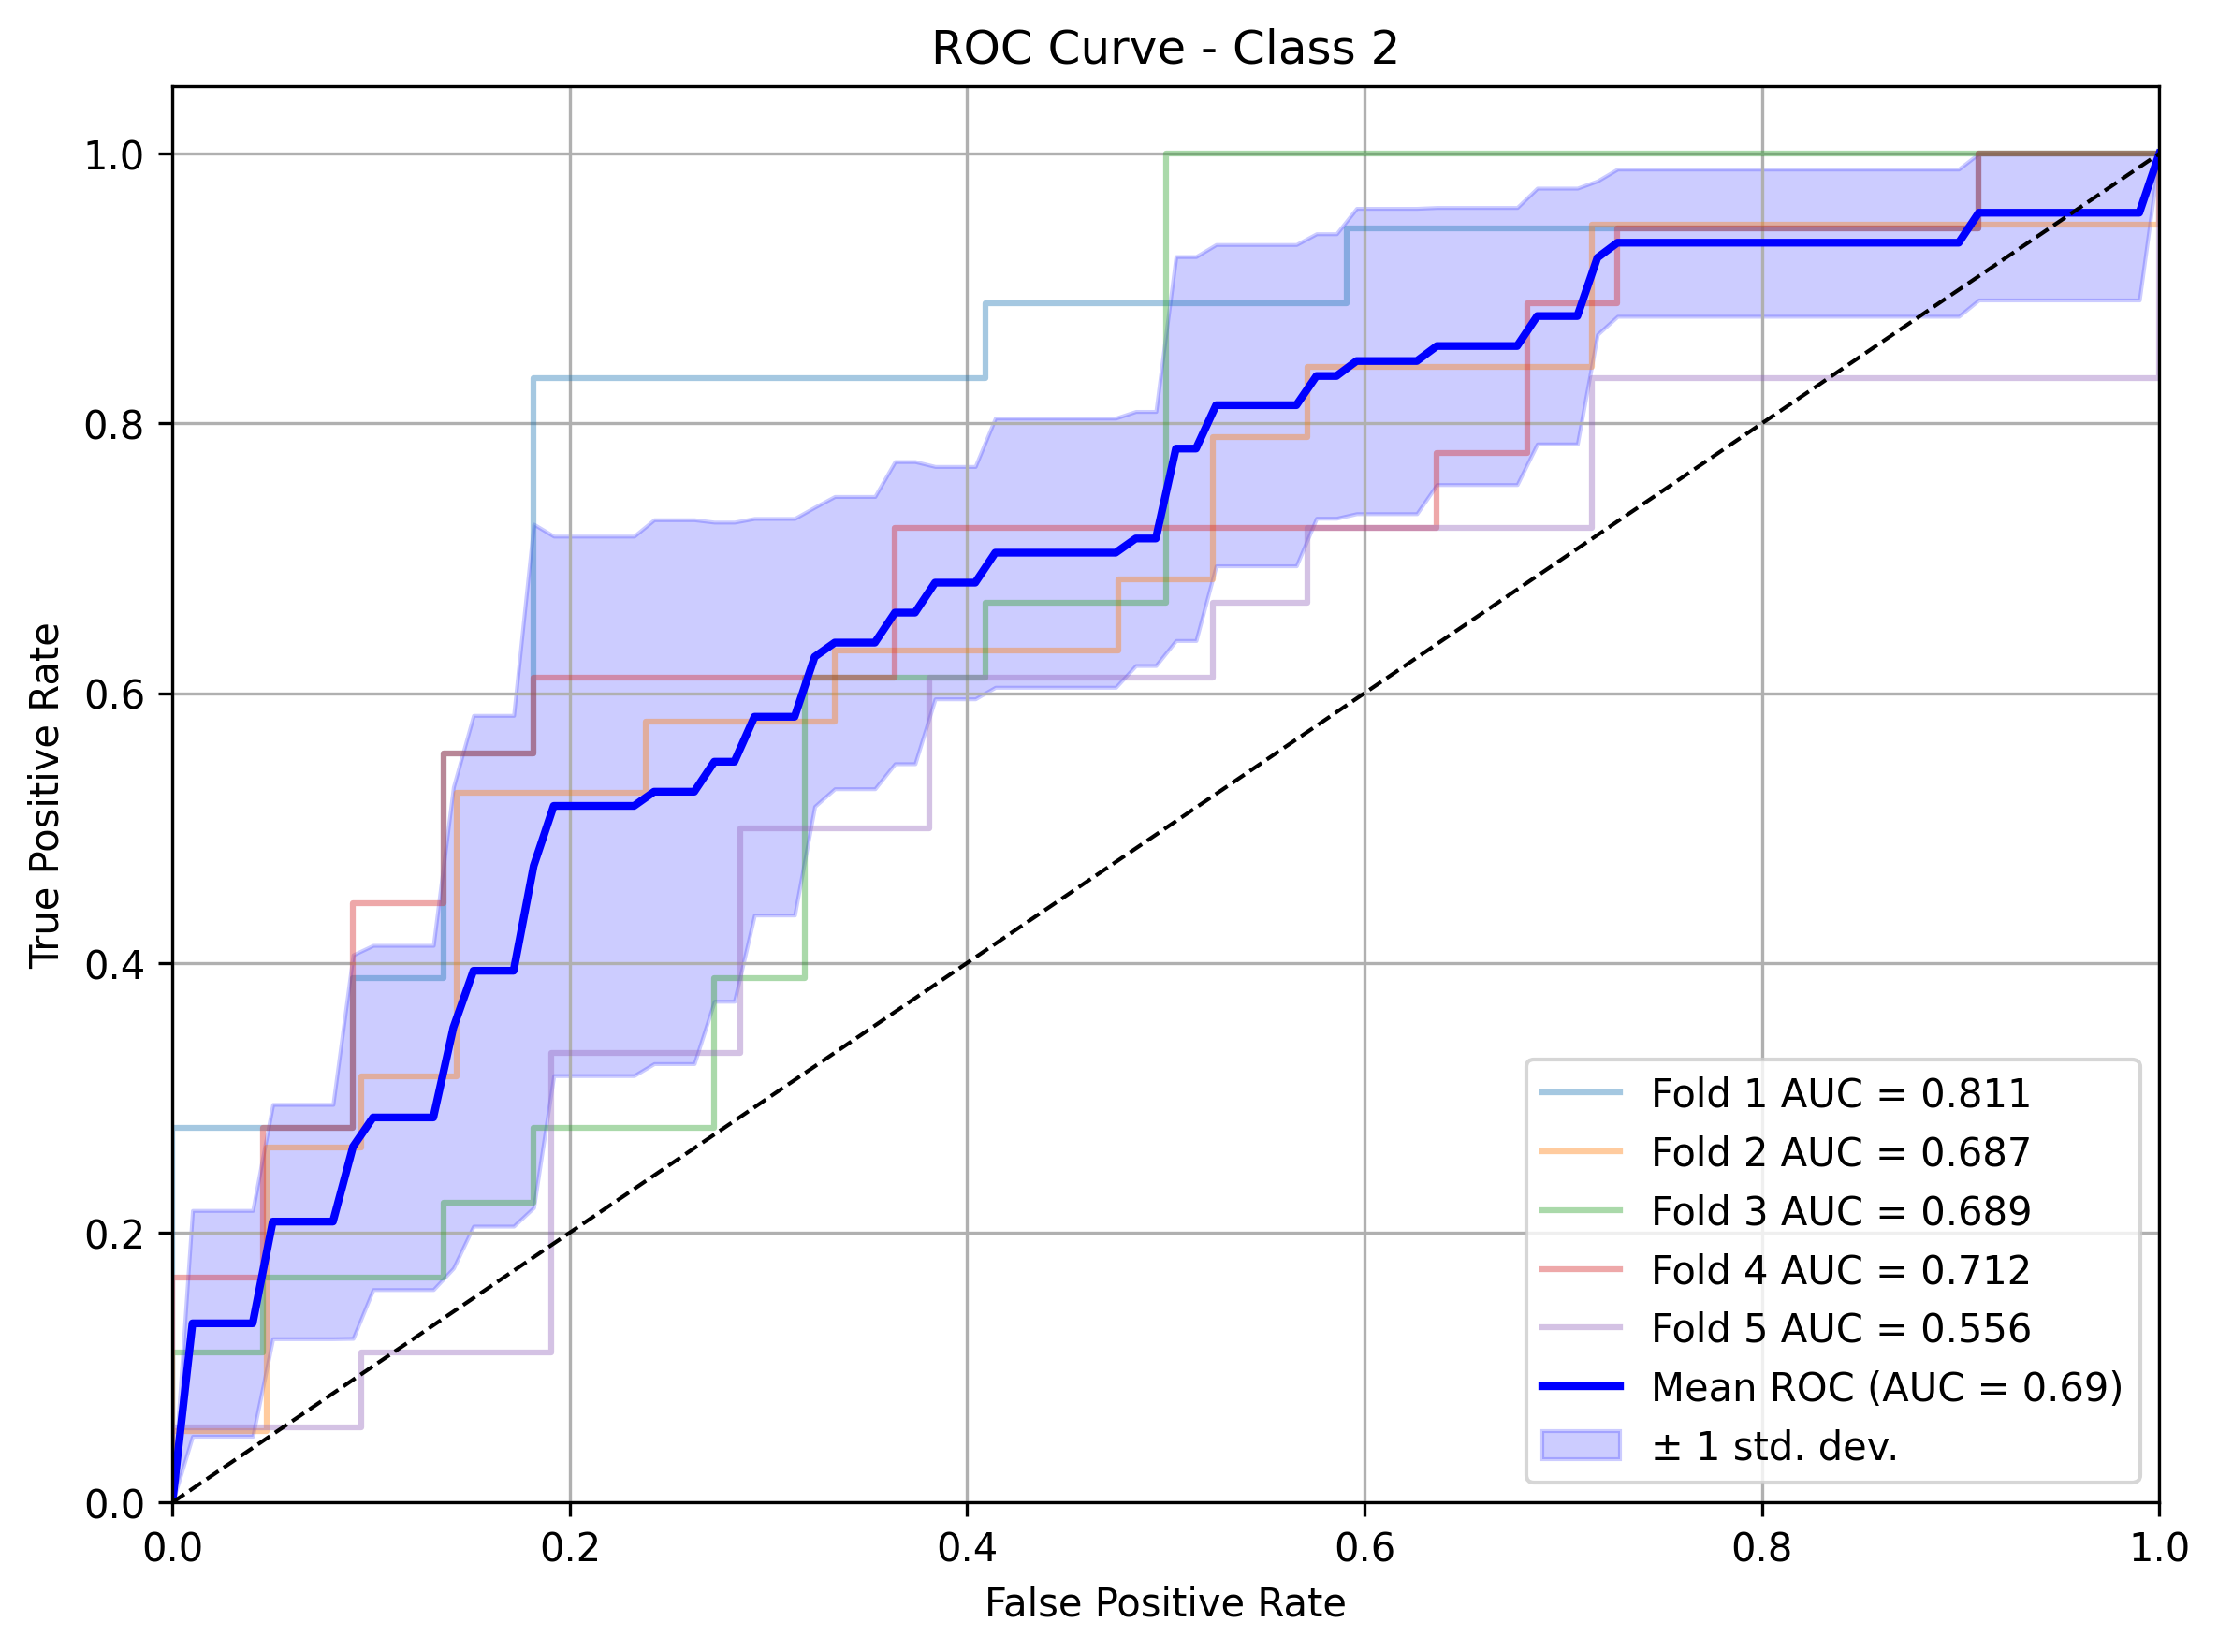 ROC Curve - Class 2
True Positive Rate
1.0
0.8
0.6
0.4
0.2
0.0
0.0 0.2 0.4 0.6 0.8 1.0
False Positive Rate
Fold 1 AUC = 0.811
Fold 2 AUC = 0.687
Fold 3 AUC = 0.689
Fold 4 AUC = 0.712
Fold 5 AUC = 0.556
Mean ROC (AUC = 0.69)
± 1 std. dev.